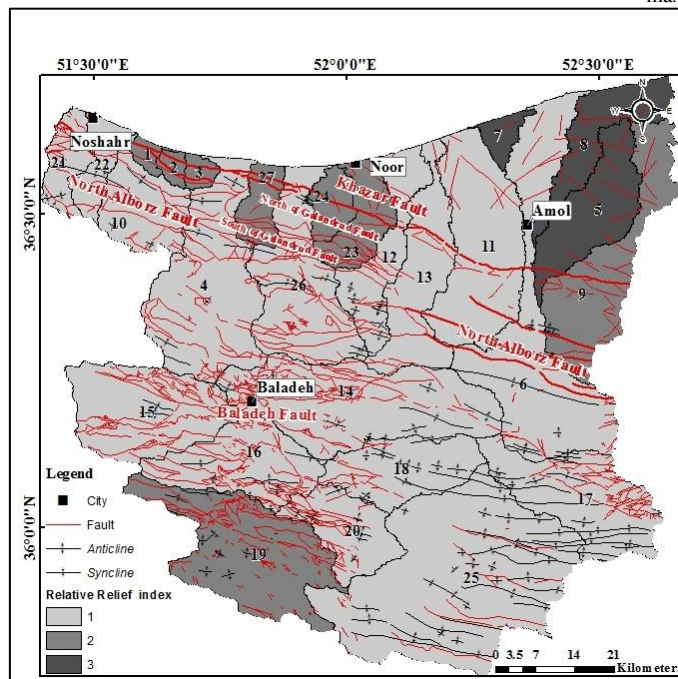 51°30'0"E 52°0'0"E 52°30'0"E
N
W E
S
36°30'0"N
36°0'0"N
Noshahr
Noor
Amol
Baladeh
Khazar Fault
North Alborz Fault
North of Galandrud Fault
South of Galandrud Fault
North Alborz Fault
Baladeh Fault
21
22
1
2
3
27
24
7
8
5
10
23
12
13
11
9
4
26
6
15
14
16
18
17
19
20
25
Legend
City
Fault
Anticline
Syncline
Relative Relief index
1
2
3
0 3.5 7 14 21
Kilometers